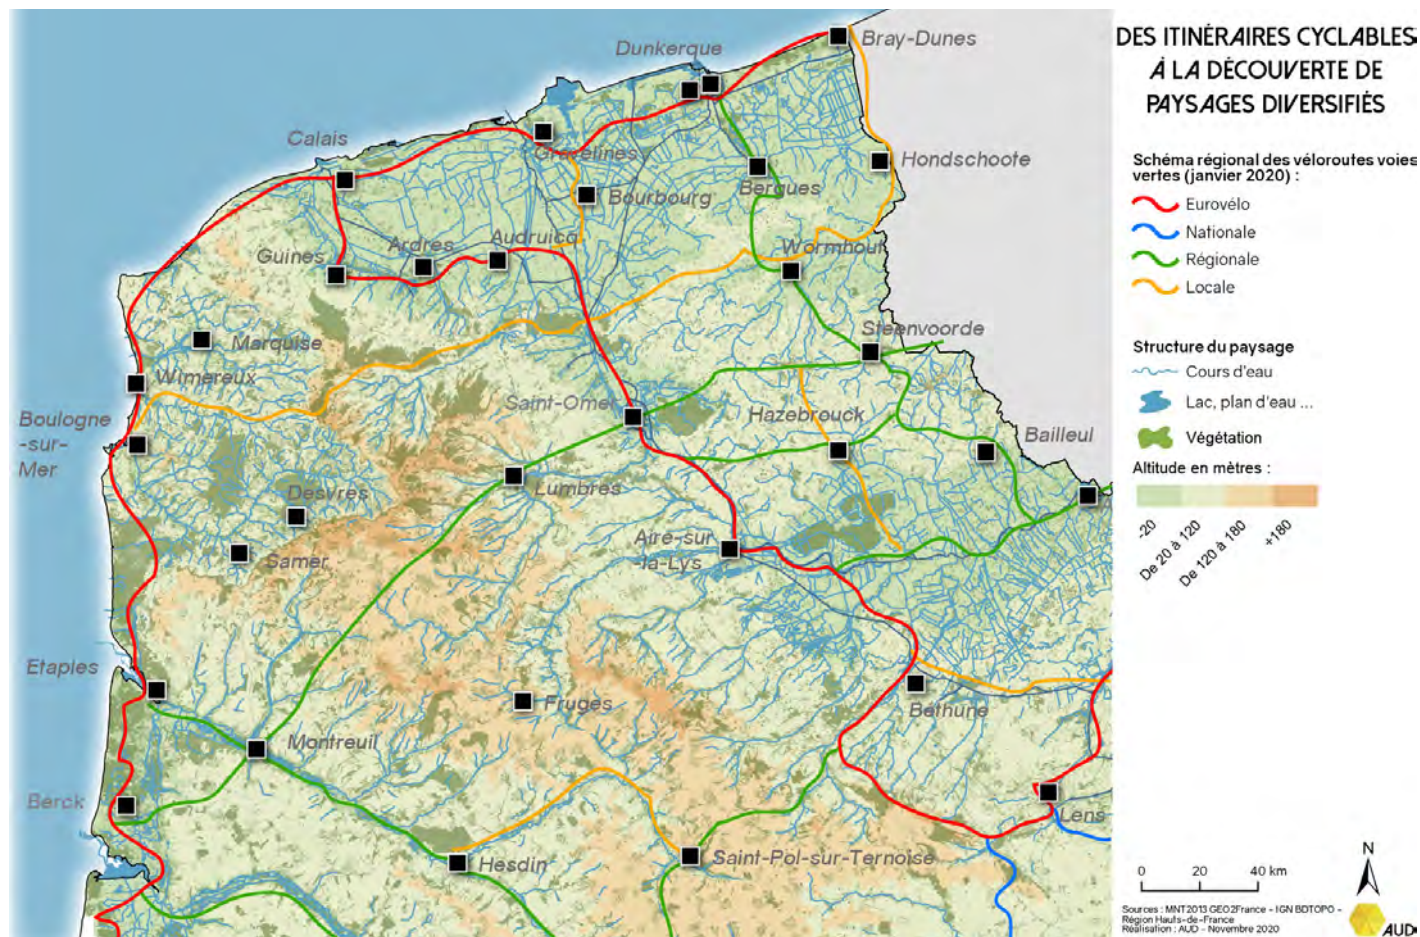 DES ITINÉRAIRES CYCLABLES
À LA DÉCOUVERTE DE
PAYSAGES DIVERSIFIÉS
Schéma régional des véloroutes voies
vertes (janvier 2020) :
Eurovélo
Nationale
Régionale
Locale
Structure du paysage
Cours d'eau
Lac, plan d'eau ...
Végétation
Altitude en mètres :
-20
De 20 à 120
De 120 à 180
+180
Bray-Dunes
Dunkerque
Calais
Gravelines
Hondschoote
Bergues
Bourbourg
Audruicq
Ardres
Guines
Wormhout
Marquise
Steenvoorde
Wimereux
Saint-Omer
Hazebrouck
Boulogne
-sur-
Mer
Bailleul
Desvres
Lumbres
Samer
Aire-sur
-la-Lys
Etaples
Fruges
Béthune
Montreuil
Berck
Lens
Hesdin
Saint-Pol-sur-Ternoise
N
0 20 40 km
Sources : MNT2013 GEO2France - IGN BDTOPO -
Région Hauts-de-France
Réalisation : AUD - Novembre 2020
AUD